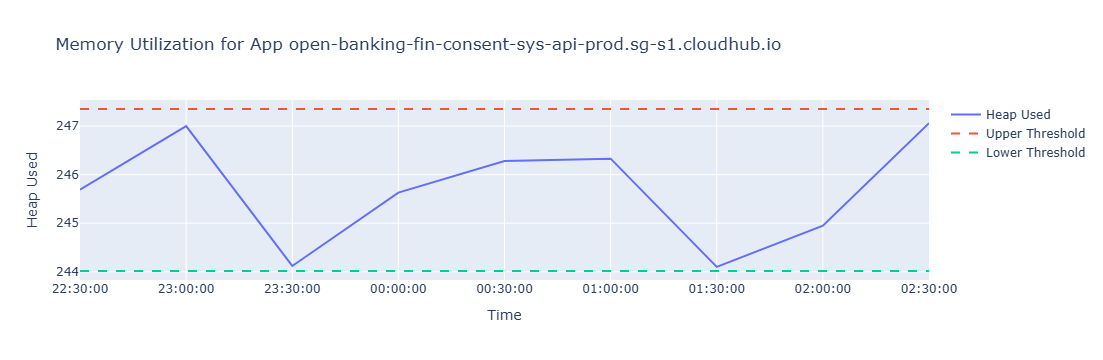 Memory Utilization for App open-banking-fin-consent-sys-api-prod.sg-s1.cloudhub.io
Heap Used
247
246
245
244
22:30:00 23:00:00 23:30:00 00:00:00 00:30:00 01:00:00 01:30:00 02:00:00 02:30:00
Time
Heap Used
Upper Threshold
Lower Threshold